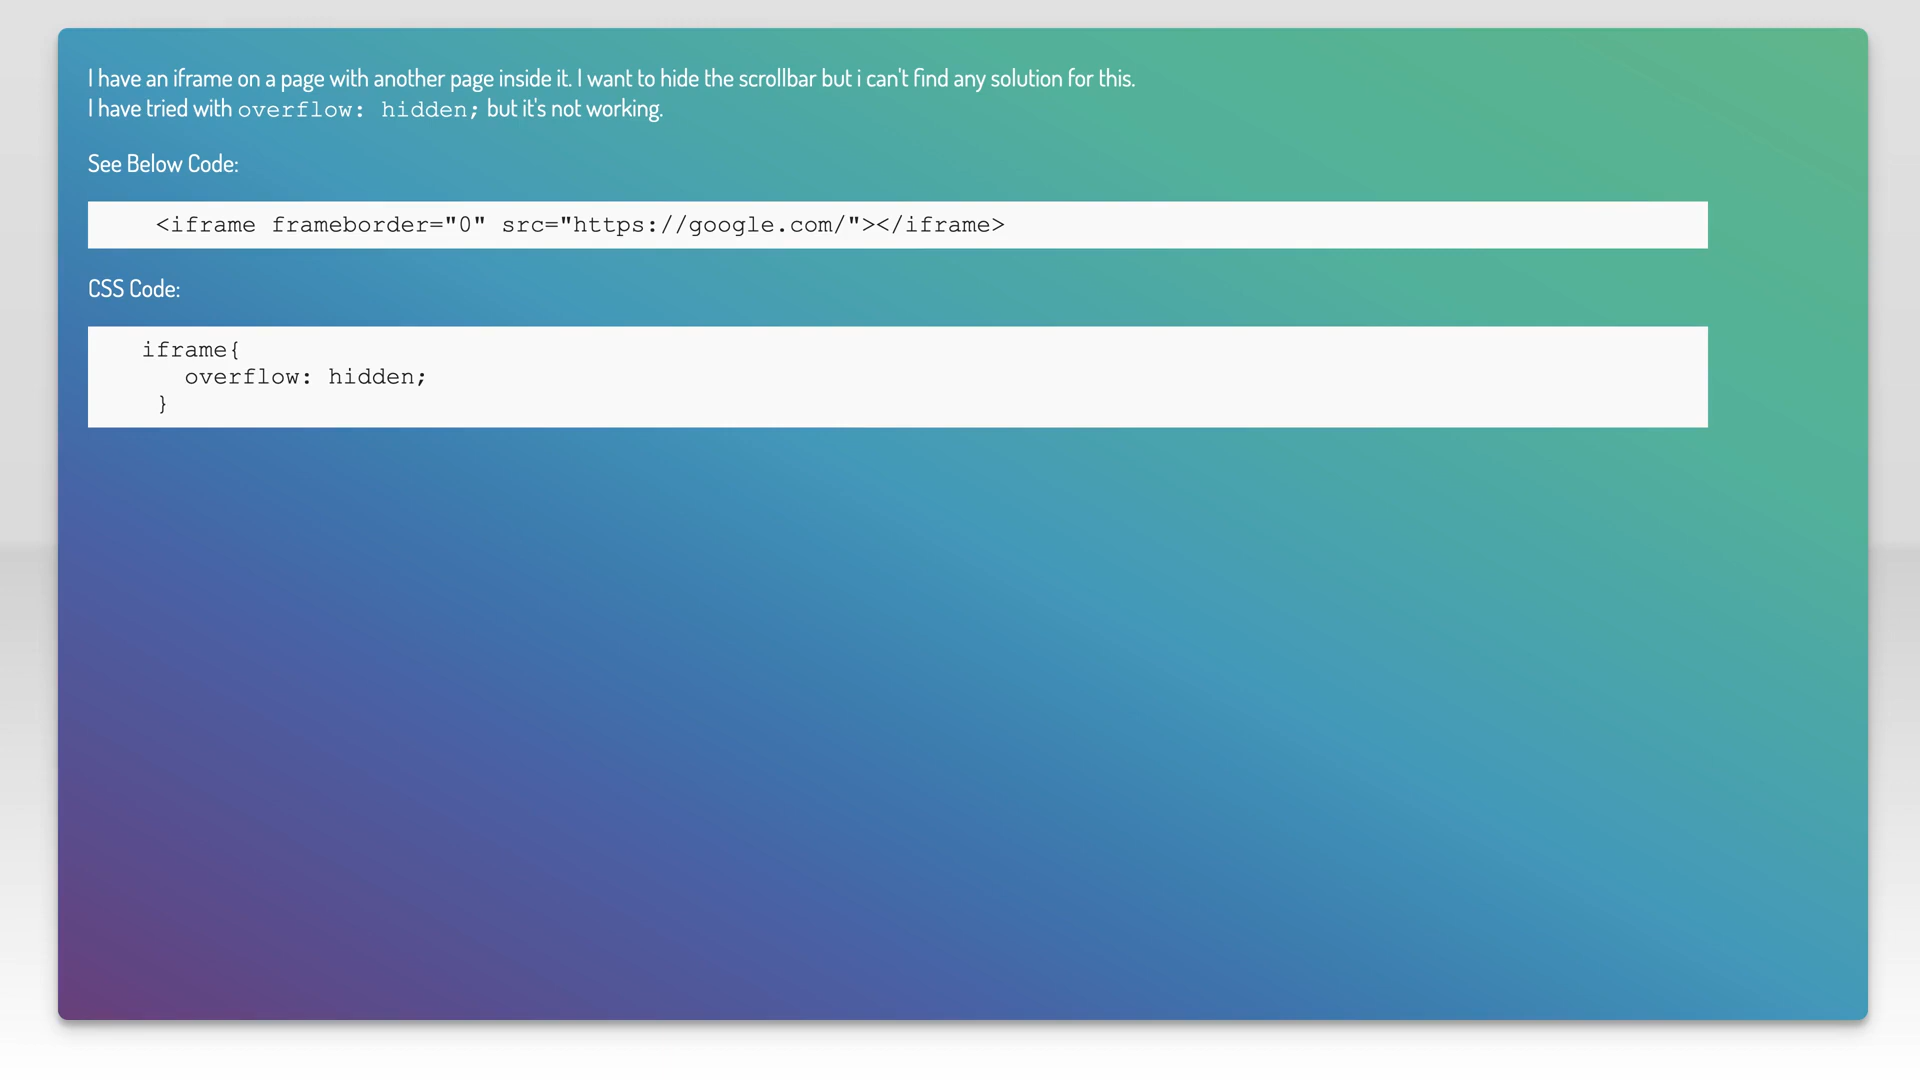 I have an iframe on a page with another page inside it. I want to hide the scrollbar but i can't find any solution for this.
I have tried with overflow: hidden; but it's not working.
See Below Code:
<iframe frameborder="0" src="https://google.com/"></iframe>
CSS Code:
iframe{
overflow: hidden;
}